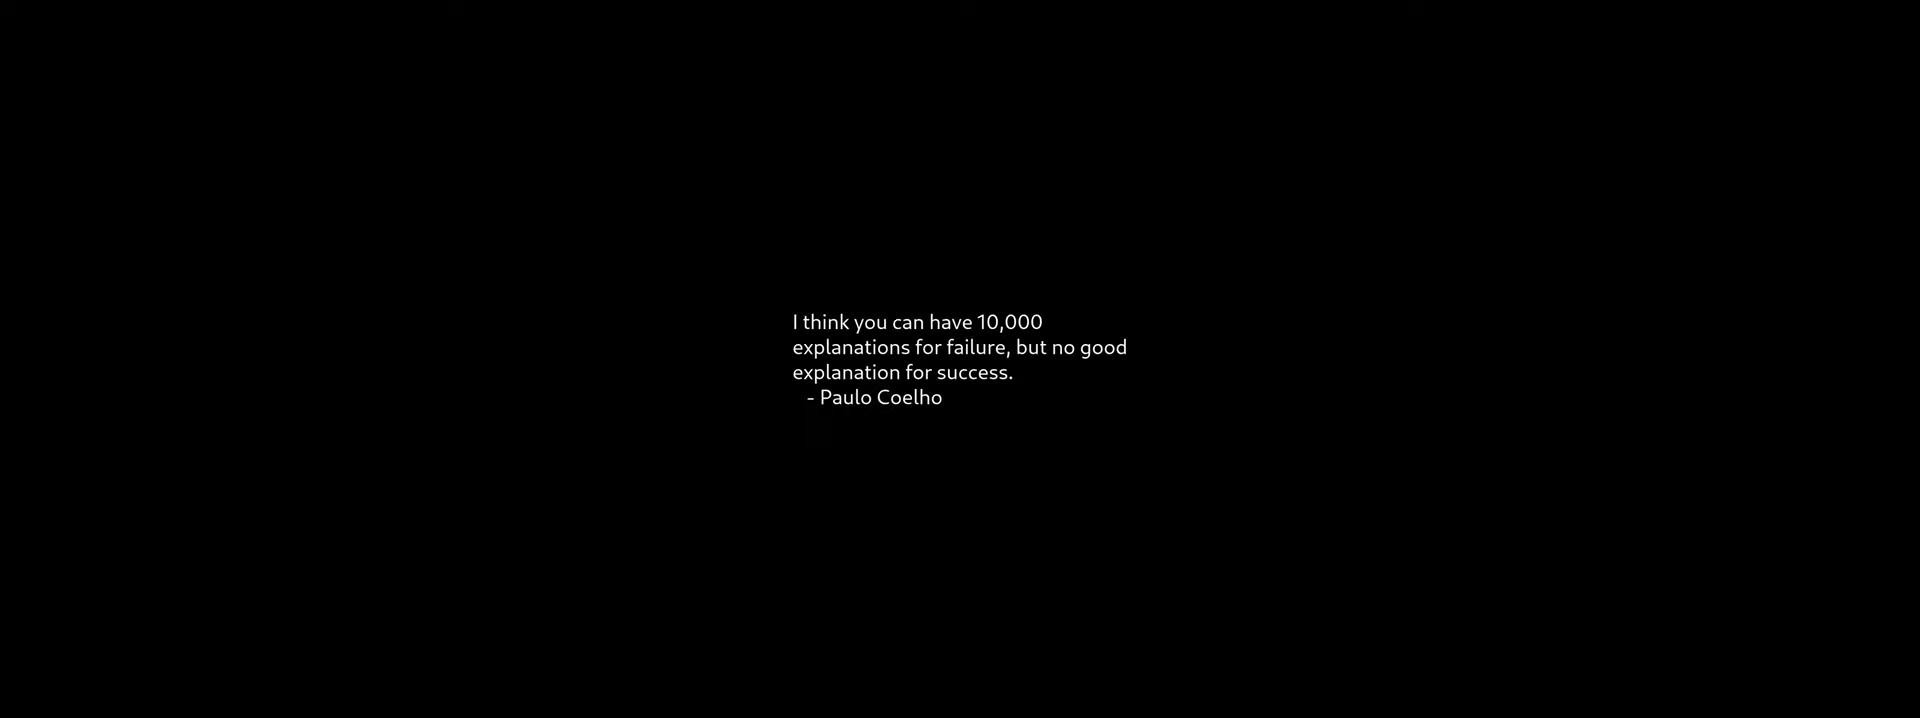 I think you can have 10,000
explanations for failure, but no good
explanation for success.
- Paulo Coelho